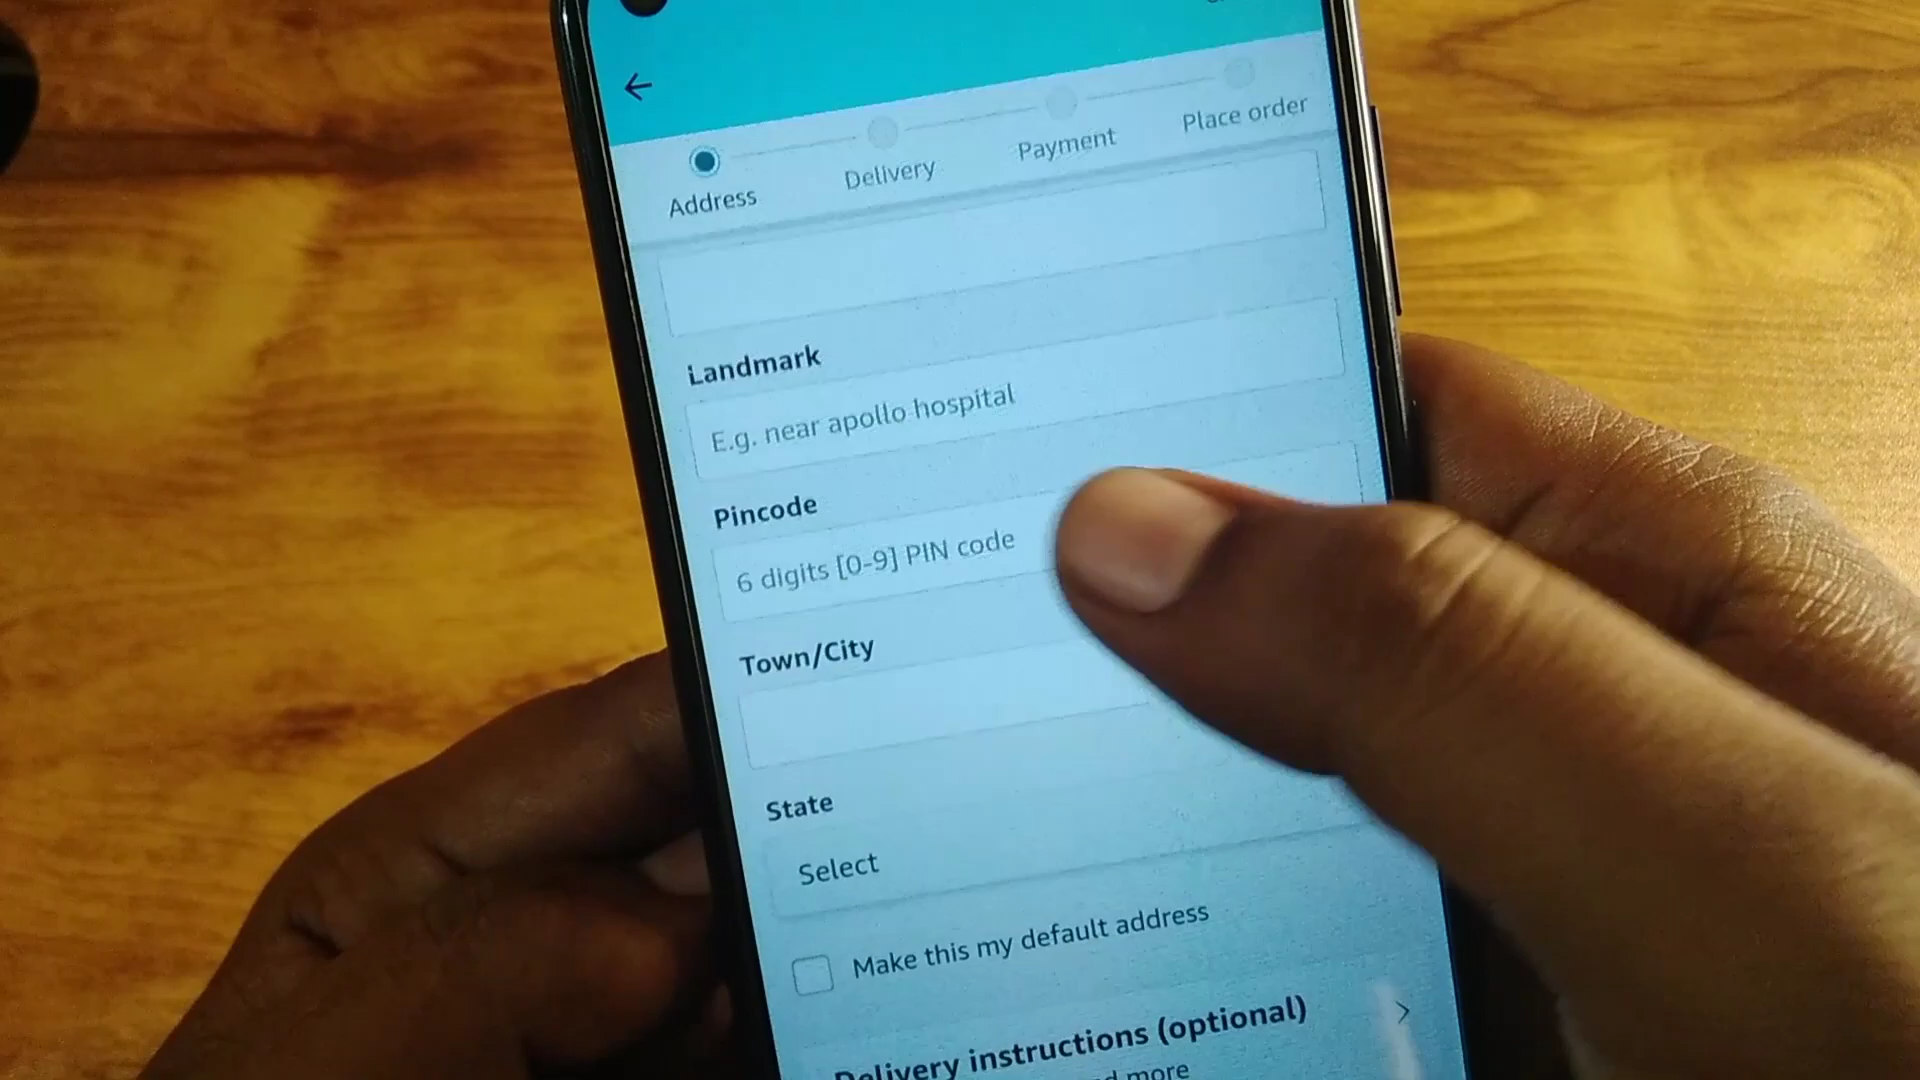 Address
Delivery
Payment
Place order
Landmark
E.g. near apollo hospital
Pincode
6 digits [0-9] PIN code
Town/City
State
Select
Make this my default address
Delivery instructions (optional)
more